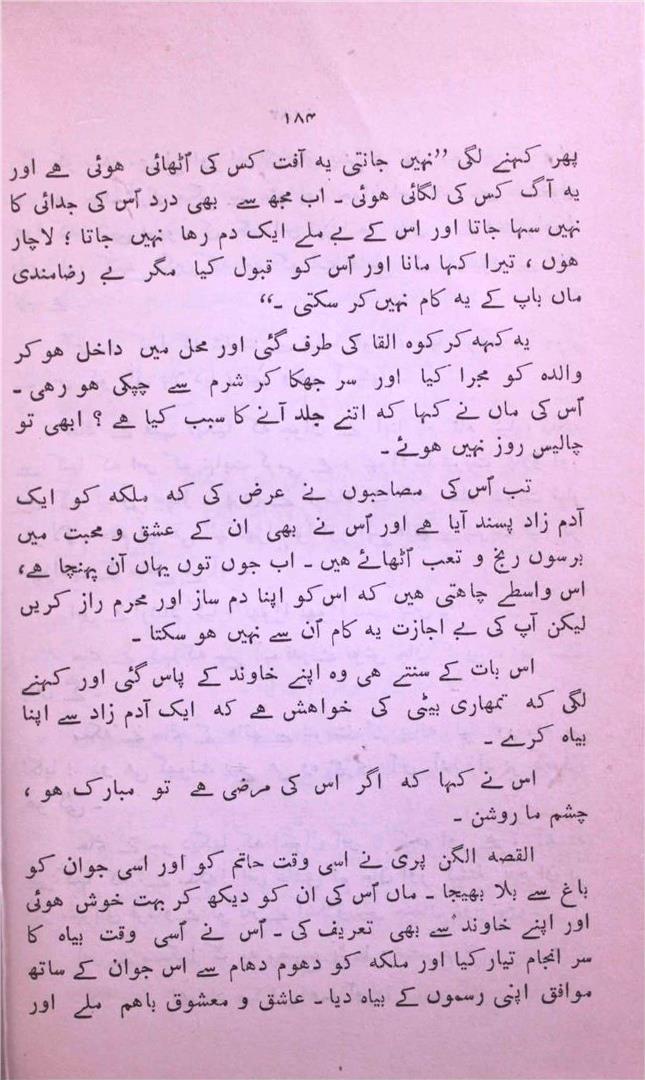 ۱۸۴
پھر کہنے لگی ”نہیں جانتی یہ آفت کس کی اُٹھائی ہوئی ہے اور
یہ آگ کس کی لگائی ہوئی ۔ اب مجھ سے بھی درد اُس کی جدائی کا
نہیں سہا جاتا اور اس کے بے ملے ایک دم رہا نہیں جاتا ؛ لاچار
ہوں ، تیرا کہا مانا اور اُس کو قبول کیا مگر بے رضامندی
ماں باپ کے یہ کام نہیں کر سکتی ۔“
یہ کہہ کر کوہ القا کی طرف گئی اور محل میں داخل ہو کر
والدہ کو مجرا کیا اور سر جھکا کر شرم سے چپکی ہو رہی ۔
اُس کی ماں نے کہا کہ اتنے جلد آنے کا سبب کیا ہے ؟ ابھی تو
چالیس روز نہیں ہوئے ۔
تب اُس کی مصاحبوں نے عرض کی کہ ملکہ کو ایک
آدم زاد پسند آیا ہے اور اُس نے بھی ان کے عشق و محبت میں
برسوں رنج و تعب اُٹھائے ہیں ۔ اب جوں توں یہاں آن پہنچا ہے،
اس واسطے چاہتی ہیں کہ اس کو اپنا دم ساز اور محرم راز کریں
لیکن آپ کی بے اجازت یہ کام اُن سے نہیں ہو سکتا ۔
اس بات کے سنتے ہی وہ اپنے خاوند کے پاس گئی اور کہنے
لگی کہ تمھاری بیٹی کی خواہش ہے کہ ایک آدم زاد سے اپنا
بیاہ کرے ۔
اس نے کہا کہ اگر اس کی مرضی ہے تو مبارک ہو ،
چشم ما روشن ۔
القصہ الگن پری نے اسی وقت حاتم کو اور اسی جوان کو
باغ سے بلا بھیجا ۔ ماں اُس کی ان کو دیکھ کر بہت خوش ہوئی
اور اپنے خاوند سے بھی تعریف کی ۔ اُس نے اُسی وقت بیاہ کا
سر انجام تیار کیا اور ملکہ کو دھوم دھام سے اس جوان کے ساتھ
موافق اپنی رسموں کے بیاہ دیا ۔ عاشق و معشوق باہم ملے اور